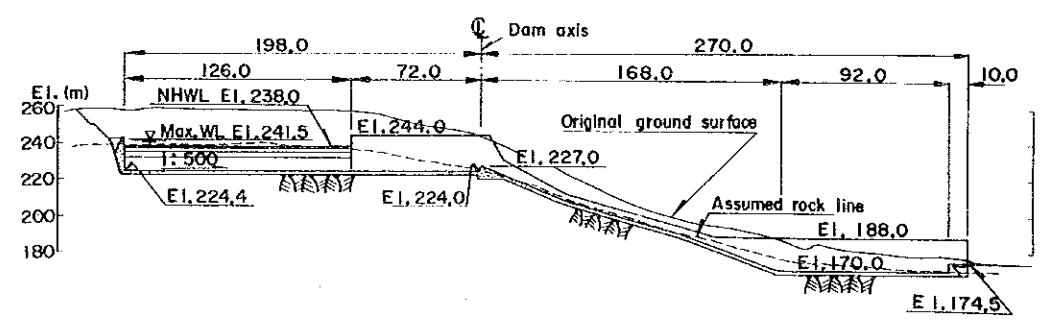 ℄ Dam axis
198.0 270.0
126.0 72.0 168.0 92.0 10.0
El. (m)
NHWL El. 238.0
260
El. 244.0
Original ground surface
240
Max. WL El. 241.5
El. 227.0
1 : 500
220
El. 224.4
El. 224.0
Assumed rock line
200
El. 188.0
180
El. 170.0
El. 174.5